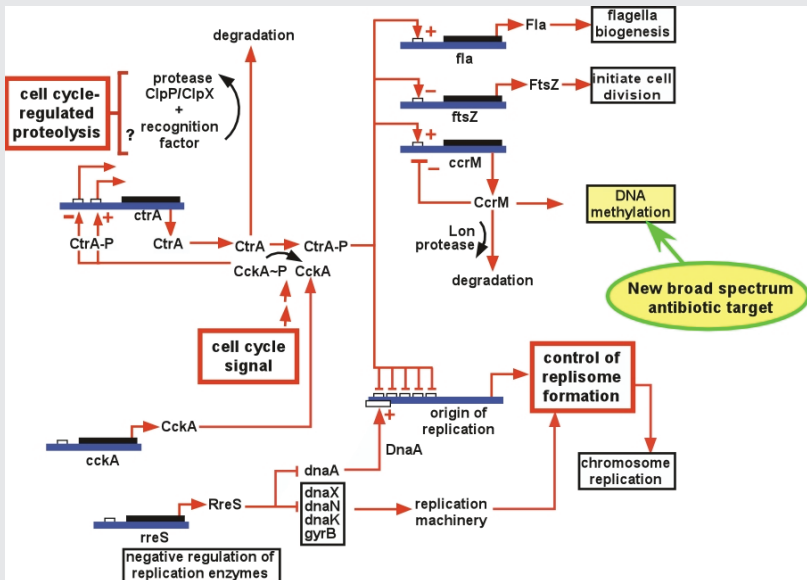 degradation
cell cycle-
regulated
proteolysis
?
protease
ClpP/ClpX
+
recognition
factor
+
fla
Fla
flagella
biogenesis
−
ftsZ
FtsZ
initiate cell
division
+
ccrM
−
CcrM
DNA
methylation
Lon
protease
degradation
New broad spectrum
antibiotic target
ctrA
−
+
CtrA-P
CtrA
CtrA
CtrA-P
CckA~P
CckA
cell cycle
signal
control of
replisome
formation
+
origin of
replication
DnaA
chromosome
replication
CckA
cckA
dnaA
RreS
dnaX
dnaN
dnaK
gyrB
replication
machinery
rreS
negative regulation of
replication enzymes